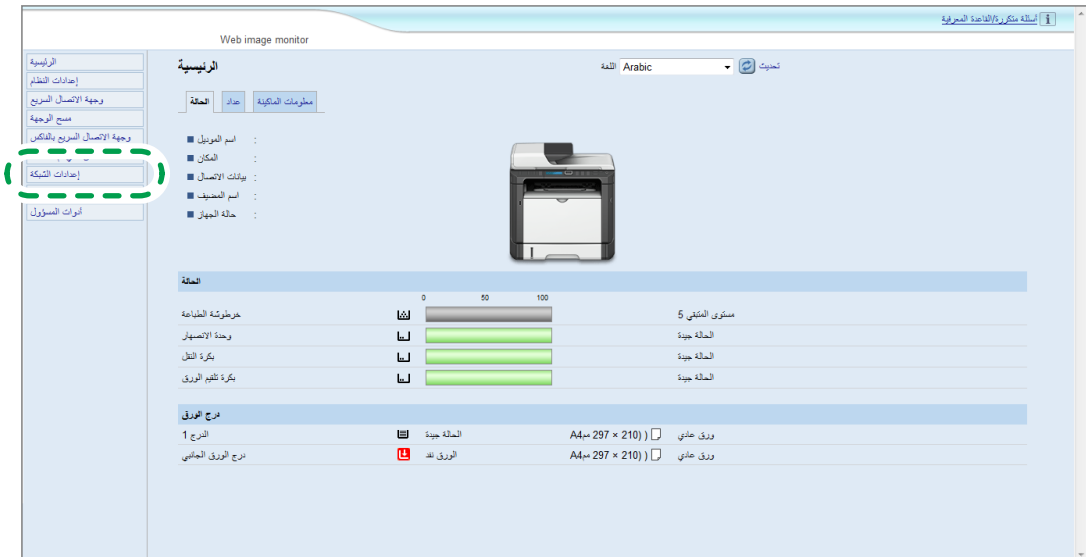 أسئلة متكررة/القاعدة المعرفية
Web image monitor
الرئيسية
إعدادات النظام
وجهة الاتصال السريع
مسح الوجهة
وجهة الاتصال السريع بالفاكس
إعدادات الشبكة
أدوات المسؤول
الرئيسية
اللغة Arabic تحديث
الحالة عداد معلومات الماكينة
اسم الموديل :
المكان :
بيانات الاتصال :
اسم المضيف :
حالة الجهاز :
الحالة
0 50 100
خرطوشة الطباعة مستوى المتبقي 5
وحدة الانصهار الحالة جيدة
بكرة النقل الحالة جيدة
بكرة تلقيم الورق الحالة جيدة
درج الورق
الدرج 1 الحالة جيدة A4مم 297 × 210) ) ورق عادي
درج الورق الجانبي الورق نفد A4مم 297 × 210) ) ورق عادي